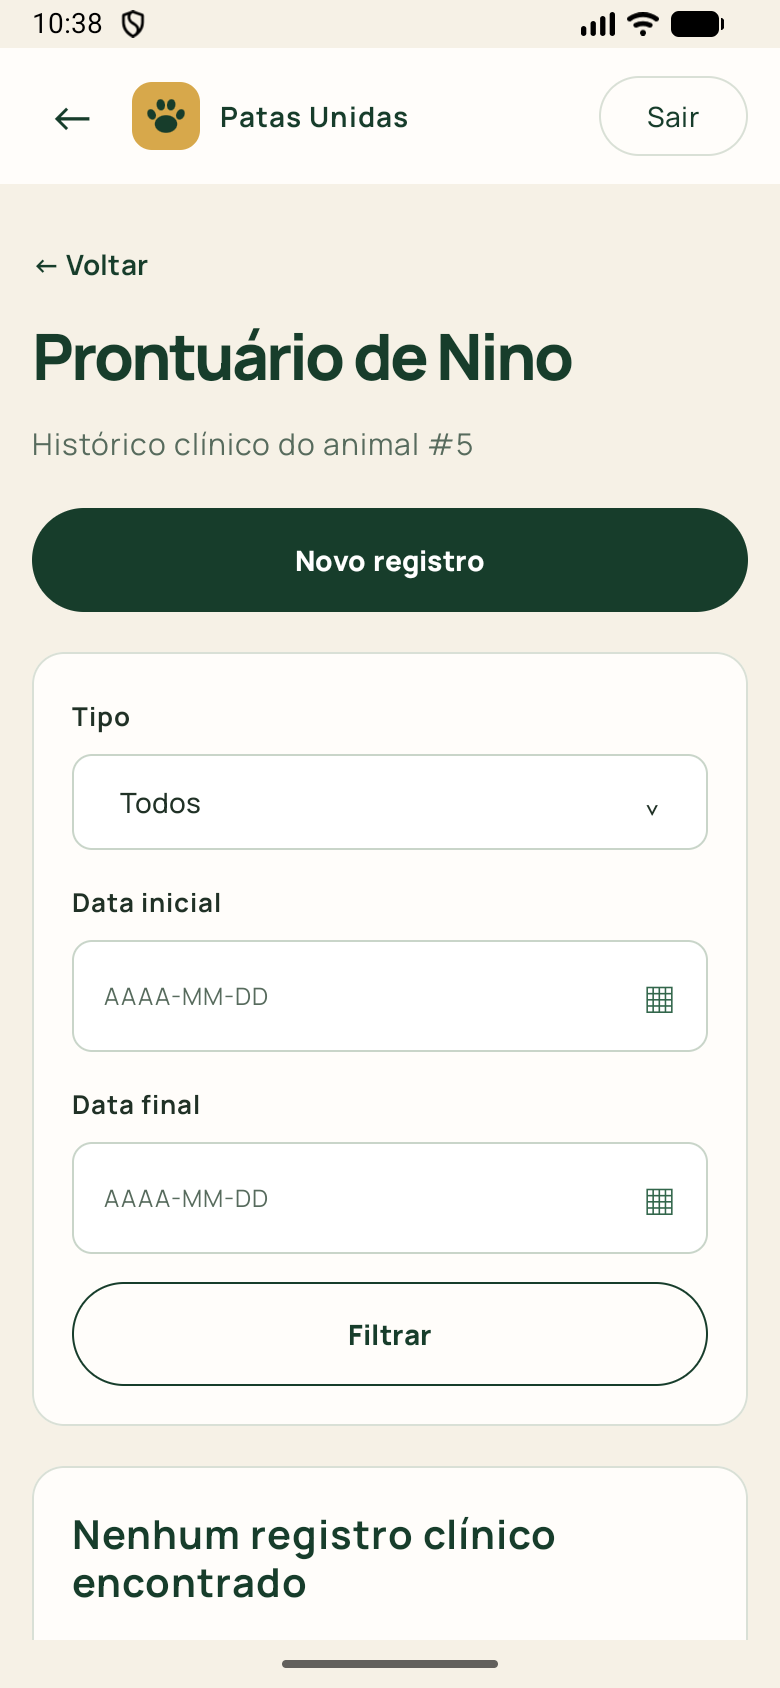 10:38
← Patas Unidas
Sair
← Voltar
Prontuário de Nino
Histórico clínico do animal #5
Novo registro
Tipo
Todos
Data inicial
AAAA-MM-DD
Data final
AAAA-MM-DD
Filtrar
Nenhum registro clínico
encontrado